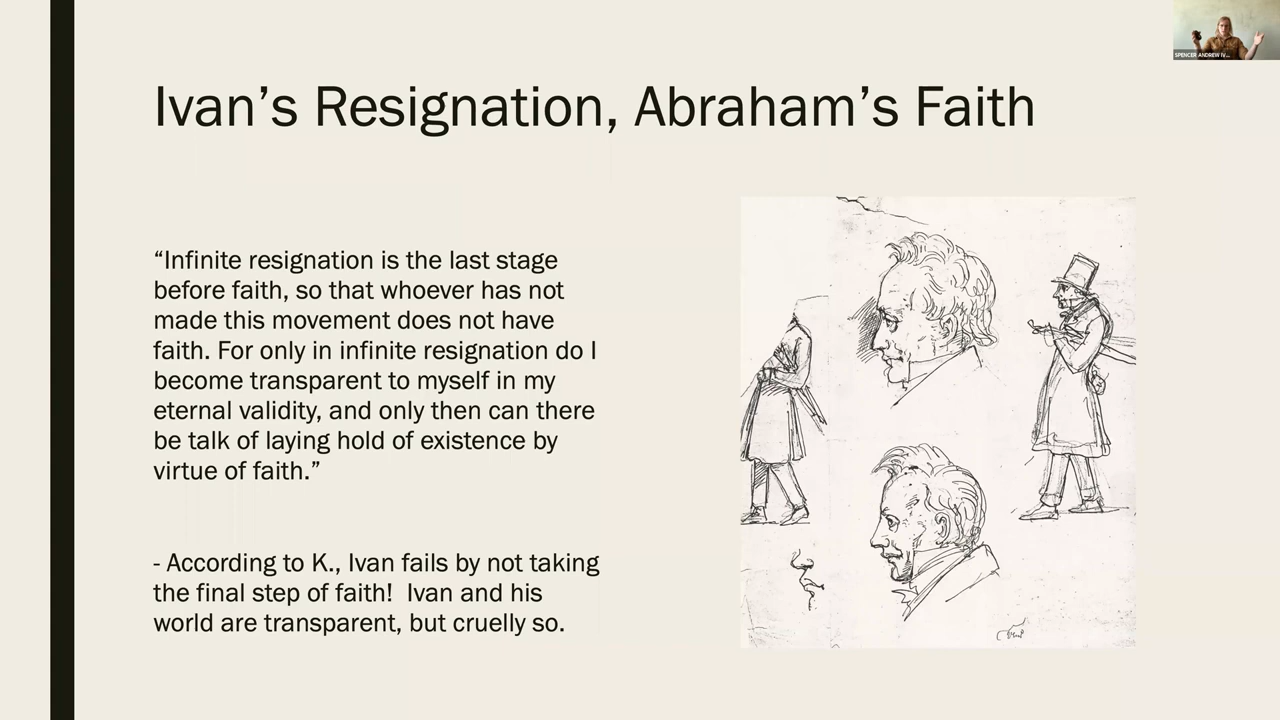 SPENCER ANDREW IV...
Ivan’s Resignation, Abraham’s Faith
“Infinite resignation is the last stage
before faith, so that whoever has not
made this movement does not have
faith. For only in infinite resignation do I
become transparent to myself in my
eternal validity, and only then can there
be talk of laying hold of existence by
virtue of faith.”
- According to K., Ivan fails by not taking
the final step of faith!  Ivan and his
world are transparent, but cruelly so.